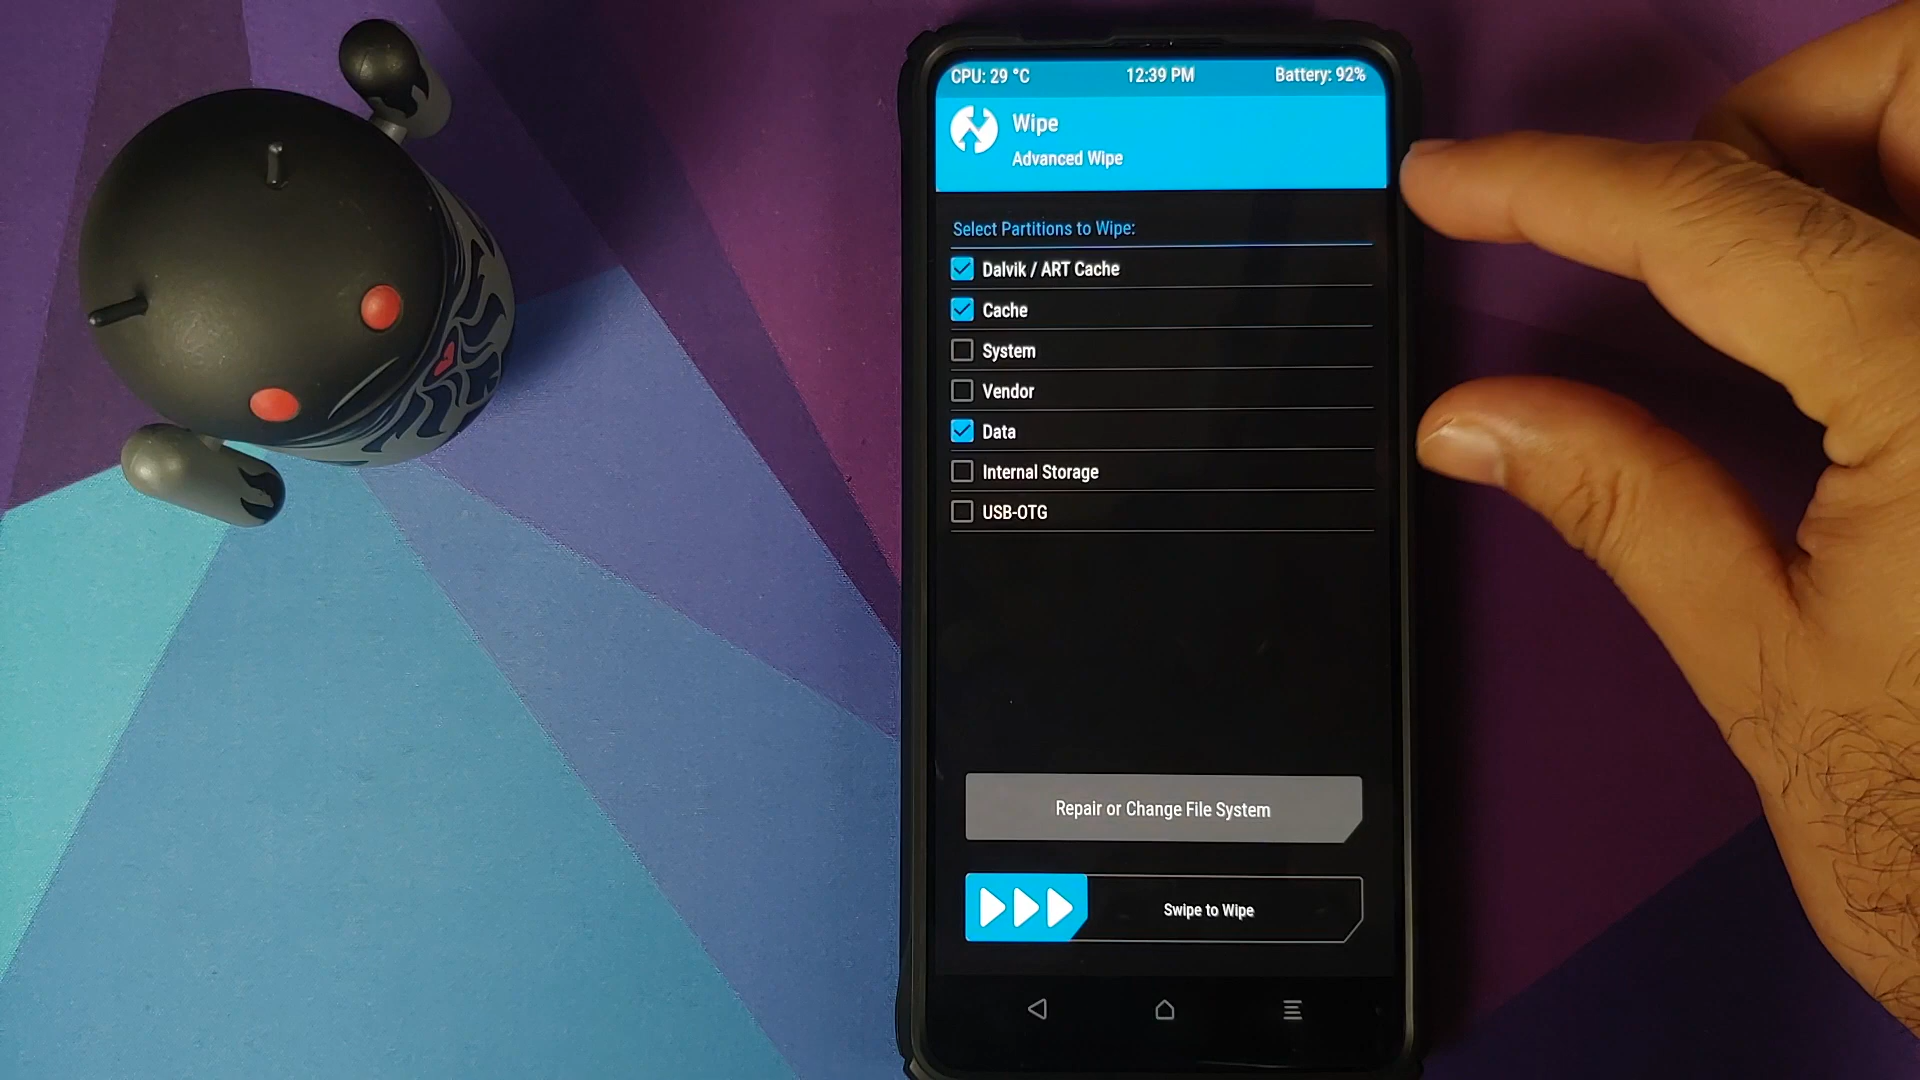 CPU: 29 °C 12:39 PM Battery: 92%
Wipe
Advanced Wipe
Select Partitions to Wipe:
Dalvik / ART Cache
Cache
System
Vendor
Data
Internal Storage
USB-OTG
Repair or Change File System
Swipe to Wipe